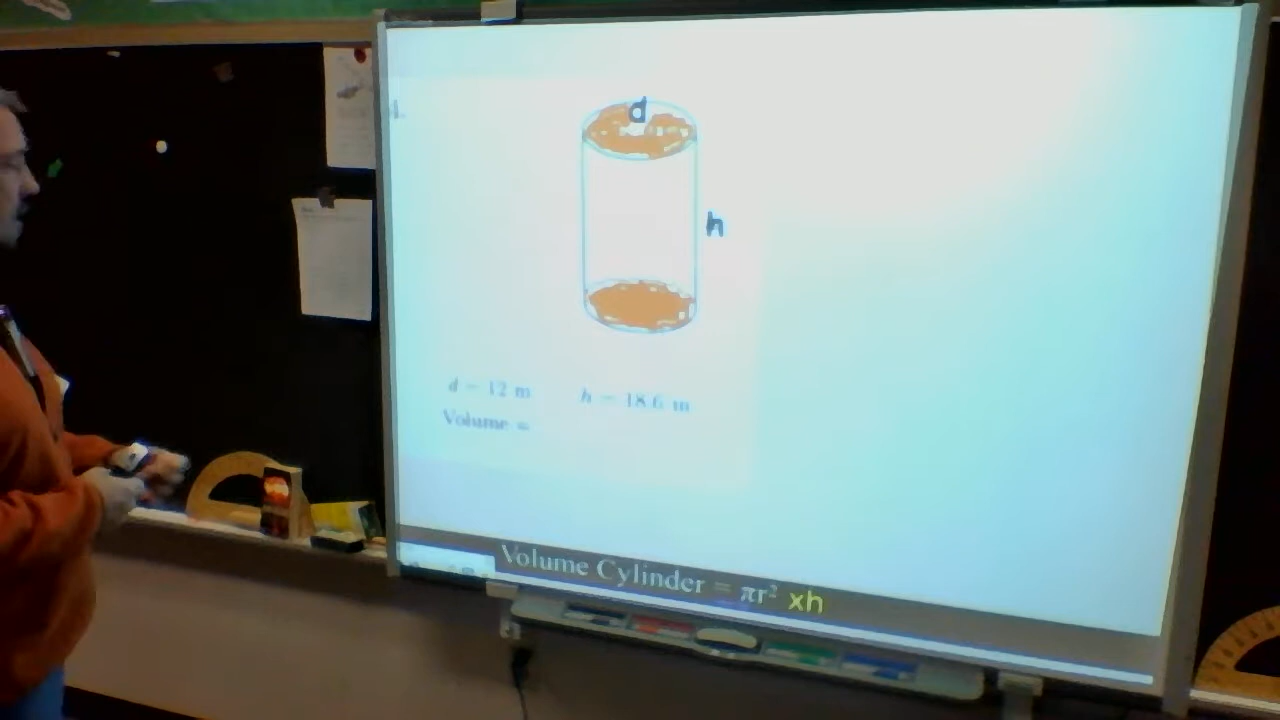 d
h
d = 12 m h = 18.6 m
Volume =
Volume Cylinder = πr² xh